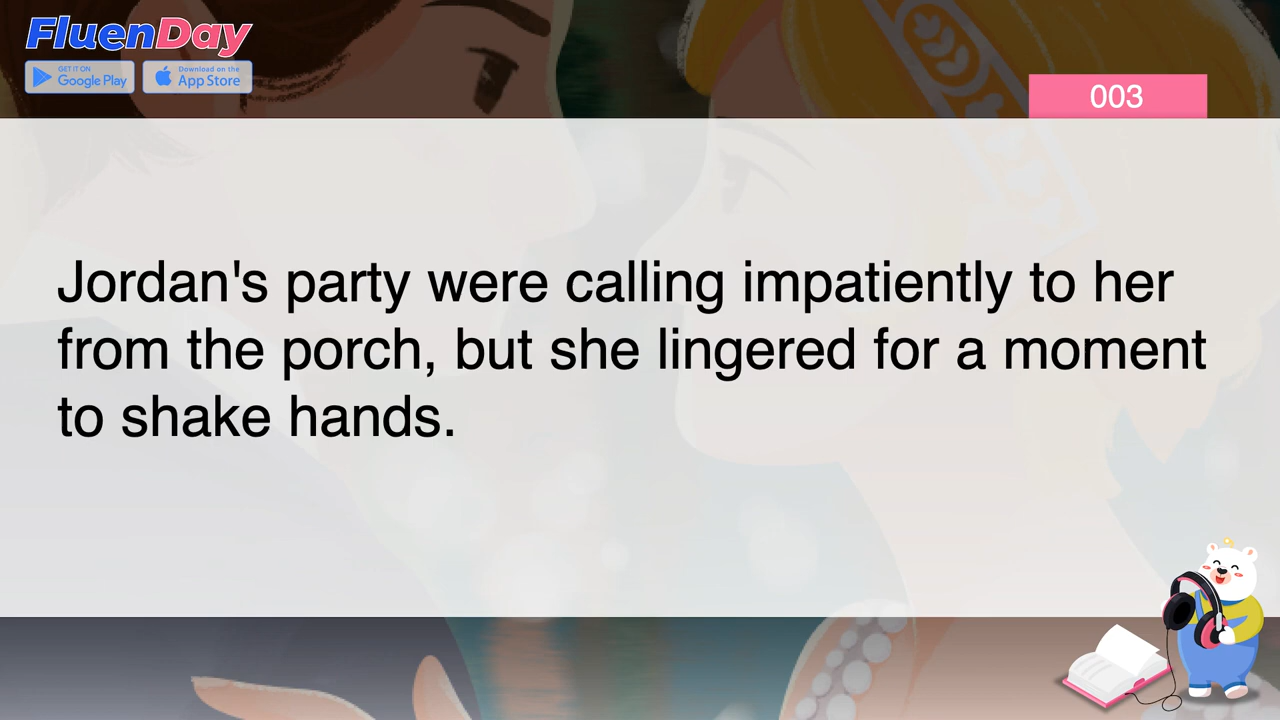 FluenDay
GET IT ON
Google Play
Download on the
App Store
003
Jordan's party were calling impatiently to her
from the porch, but she lingered for a moment
to shake hands.